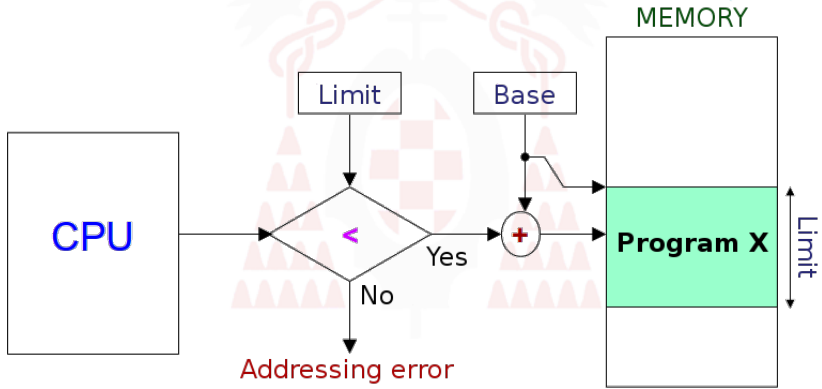 MEMORY
Limit
Base
CPU
<
Yes
+
Program X
Limit
No
Addressing error